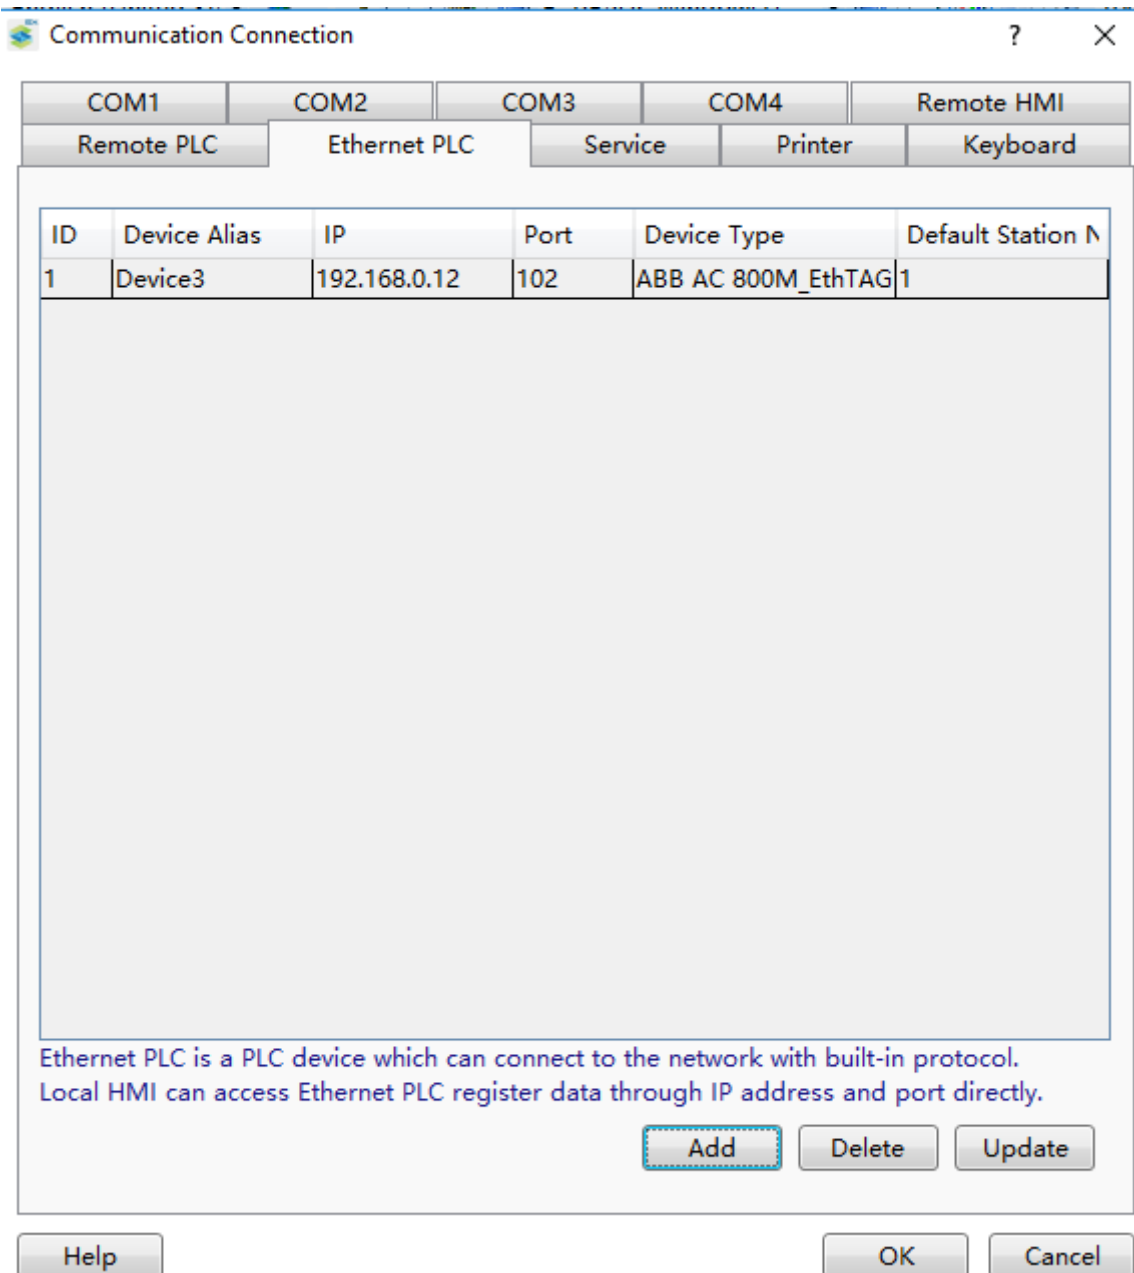 Communication Connection
?
COM1 COM2 COM3 COM4 Remote HMI
Remote PLC Ethernet PLC Service Printer Keyboard
ID Device Alias IP Port Device Type Default Station N
1 Device3 192.168.0.12 102 ABB AC 800M_EthTAG 1
Ethernet PLC is a PLC device which can connect to the network with built-in protocol.
Local HMI can access Ethernet PLC register data through IP address and port directly.
Add Delete Update
Help OK Cancel